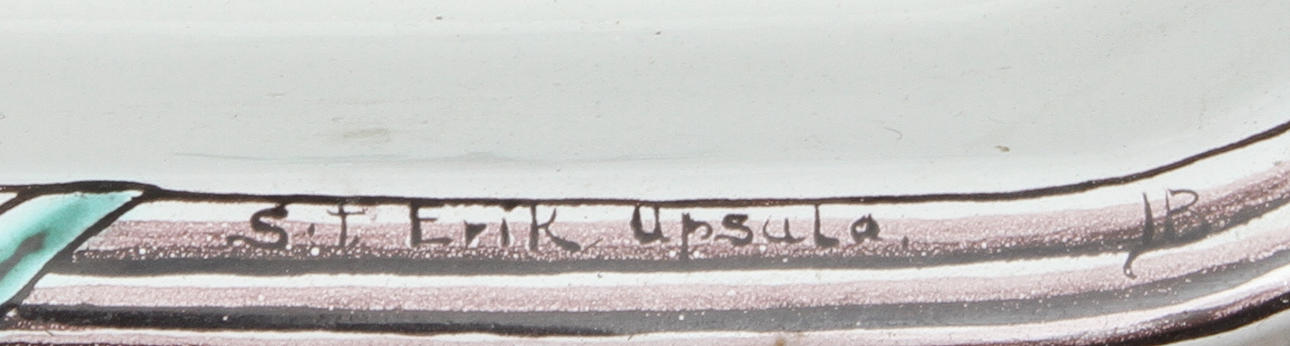 S.t Erik Upsula. JB